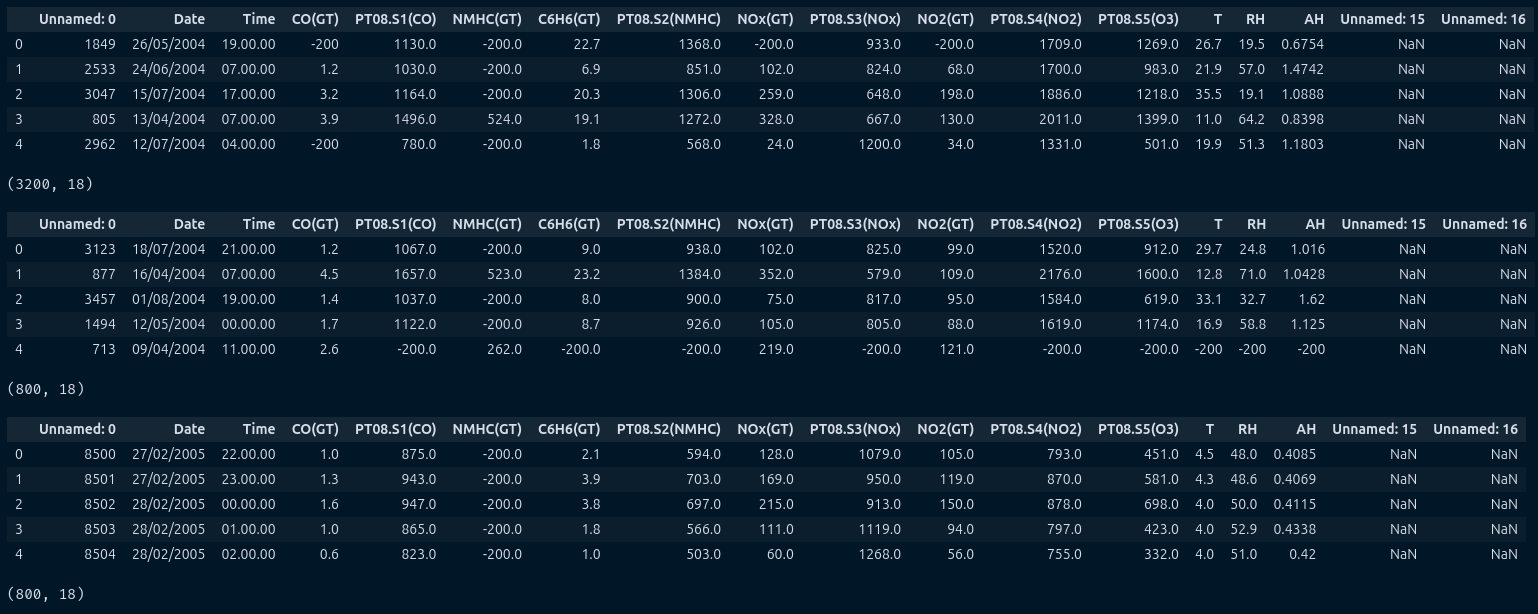 Unnamed: 0 Date Time CO(GT) PT08.S1(CO) NMHC(GT) C6H6(GT) PT08.S2(NMHC) NOx(GT) PT08.S3(NOx) NO2(GT) PT08.S4(NO2) PT08.S5(O3) T RH AH Unnamed: 15 Unnamed: 16
0 1849 26/05/2004 19.00.00 -200 1130.0 -200.0 22.7 1368.0 -200.0 933.0 -200.0 1709.0 1269.0 26.7 19.5 0.6754 NaN NaN
1 2533 24/06/2004 07.00.00 1.2 1030.0 -200.0 6.9 851.0 102.0 824.0 68.0 1700.0 983.0 21.9 57.0 1.4742 NaN NaN
2 3047 15/07/2004 17.00.00 3.2 1164.0 -200.0 20.3 1306.0 259.0 648.0 198.0 1886.0 1218.0 35.5 19.1 1.0888 NaN NaN
3 805 13/04/2004 07.00.00 3.9 1496.0 524.0 19.1 1272.0 328.0 667.0 130.0 2011.0 1399.0 11.0 64.2 0.8398 NaN NaN
4 2962 12/07/2004 04.00.00 -200 780.0 -200.0 1.8 568.0 24.0 1200.0 34.0 1331.0 501.0 19.9 51.3 1.1803 NaN NaN
(3200, 18)
Unnamed: 0 Date Time CO(GT) PT08.S1(CO) NMHC(GT) C6H6(GT) PT08.S2(NMHC) NOx(GT) PT08.S3(NOx) NO2(GT) PT08.S4(NO2) PT08.S5(O3) T RH AH Unnamed: 15 Unnamed: 16
0 3123 18/07/2004 21.00.00 1.2 1067.0 -200.0 9.0 938.0 102.0 825.0 99.0 1520.0 912.0 29.7 24.8 1.016 NaN NaN
1 877 16/04/2004 07.00.00 4.5 1657.0 523.0 23.2 1384.0 352.0 579.0 109.0 2176.0 1600.0 12.8 71.0 1.0428 NaN NaN
2 3457 01/08/2004 19.00.00 1.4 1037.0 -200.0 8.0 900.0 75.0 817.0 95.0 1584.0 619.0 33.1 32.7 1.62 NaN NaN
3 1494 12/05/2004 00.00.00 1.7 1122.0 -200.0 8.7 926.0 105.0 805.0 88.0 1619.0 1174.0 16.9 58.8 1.125 NaN NaN
4 713 09/04/2004 11.00.00 2.6 -200.0 262.0 -200.0 -200.0 219.0 -200.0 121.0 -200.0 -200.0 -200 -200 -200 NaN NaN
(800, 18)
Unnamed: 0 Date Time CO(GT) PT08.S1(CO) NMHC(GT) C6H6(GT) PT08.S2(NMHC) NOx(GT) PT08.S3(NOx) NO2(GT) PT08.S4(NO2) PT08.S5(O3) T RH AH Unnamed: 15 Unnamed: 16
0 8500 27/02/2005 22.00.00 1.0 875.0 -200.0 2.1 594.0 128.0 1079.0 105.0 793.0 451.0 4.5 48.0 0.4085 NaN NaN
1 8501 27/02/2005 23.00.00 1.3 943.0 -200.0 3.9 703.0 169.0 950.0 119.0 870.0 581.0 4.3 48.6 0.4069 NaN NaN
2 8502 28/02/2005 00.00.00 1.6 947.0 -200.0 3.8 697.0 215.0 913.0 150.0 878.0 698.0 4.0 50.0 0.4115 NaN NaN
3 8503 28/02/2005 01.00.00 1.0 865.0 -200.0 1.8 566.0 111.0 1119.0 94.0 797.0 423.0 4.0 52.9 0.4338 NaN NaN
4 8504 28/02/2005 02.00.00 0.6 823.0 -200.0 1.0 503.0 60.0 1268.0 56.0 755.0 332.0 4.0 51.0 0.42 NaN NaN
(800, 18)